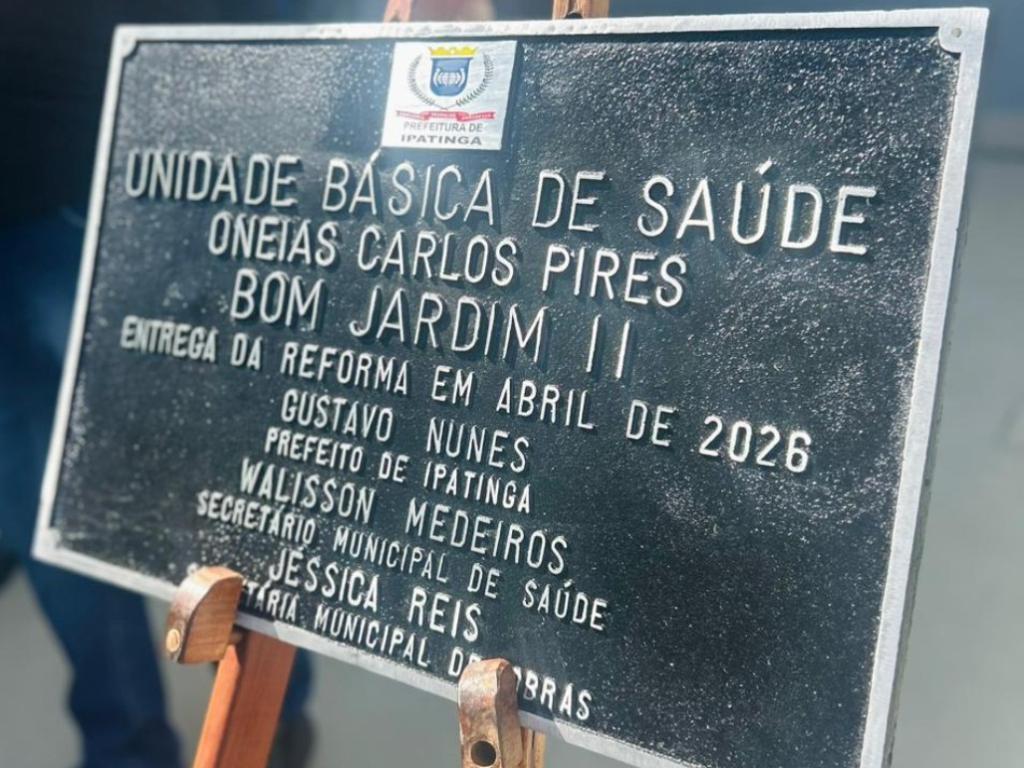 PREFEITURA DE
IPATINGA
UNIDADE BÁSICA DE SAÚDE
ONEIAS CARLOS PIRES
BOM JARDIM II
ENTREGA DA REFORMA EM ABRIL DE 2026
GUSTAVO NUNES
PREFEITO DE IPATINGA
WALISSON MEDEIROS
SECRETÁRIO MUNICIPAL DE SAÚDE
JESSICA REIS
MUNICIPAL